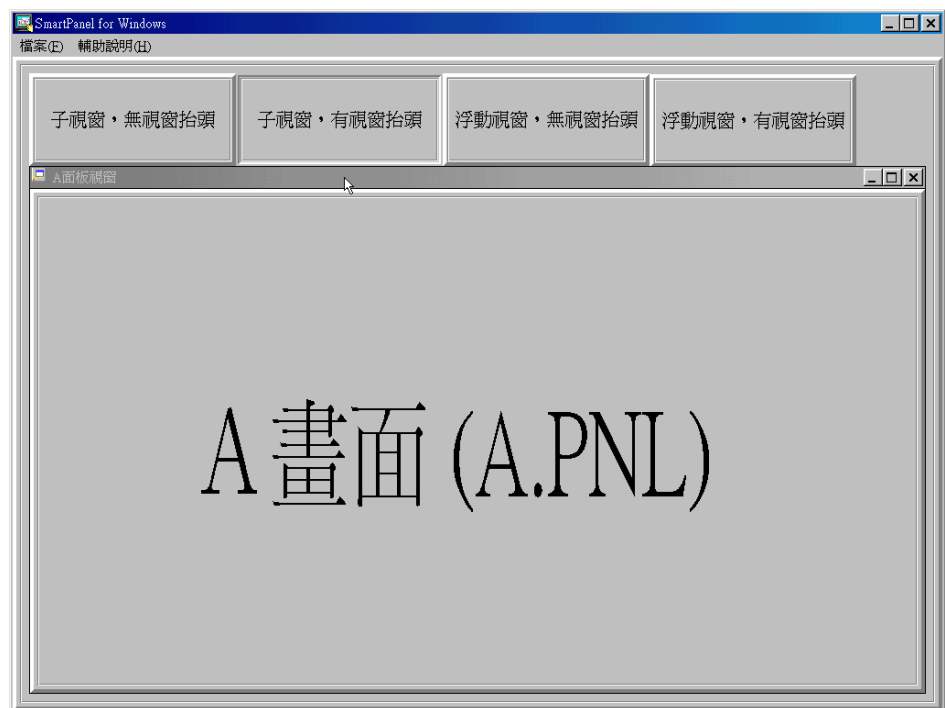 SmartPanel for Windows
檔案(F) 輔助說明(H)
子視窗，無視窗抬頭 子視窗，有視窗抬頭 浮動視窗，無視窗抬頭 浮動視窗，有視窗抬頭
A面板視窗
A 畫面 (A.PNL)